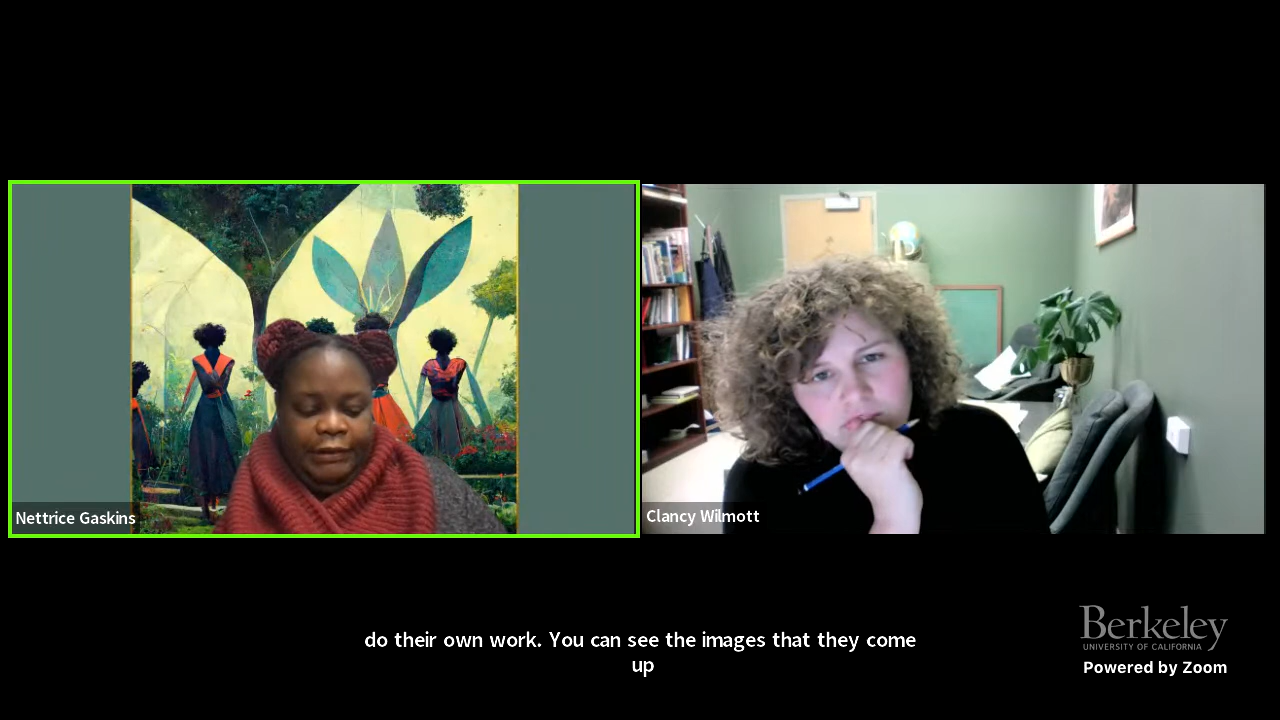 Nettrice Gaskins
Clancy Wilmott
do their own work. You can see the images that they come
up
Berkeley
UNIVERSITY OF CALIFORNIA
Powered by Zoom